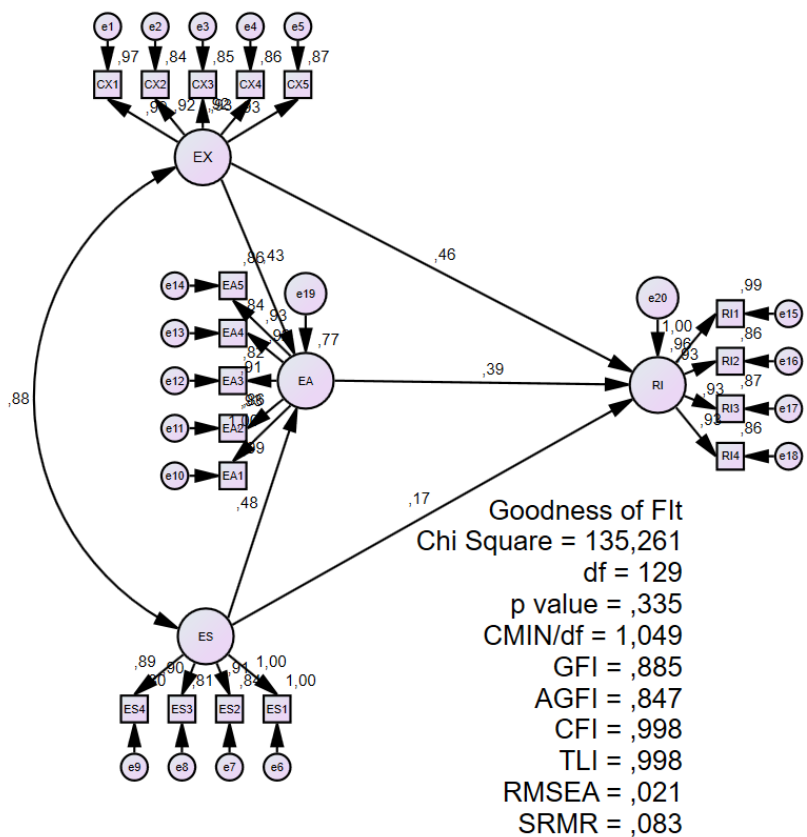 e1 e2 e3 e4 e5
,97 ,84 ,85 ,86 ,87
CX1 CX2 CX3 CX4 CX5
,92 ,93
EX
,43 ,46
,86
e14 EA5
e19
,84 ,93
e13 EA4
,77
,82 ,91
e12 EA3
EA
,39
e11 EA2
e10 EA1
,88
,48
,17
e20
,99
RI1 e15
1,00
,96
,86
RI2 e16
,93
RI
,87
,93
RI3 e17
,93
,86
RI4 e18
ES
,89 ,90 ,91 1,00
,81 ,84 1,00
ES4 ES3 ES2 ES1
e9 e8 e7 e6
Goodness of FIt
Chi Square = 135,261
df = 129
p value = ,335
CMIN/df = 1,049
GFI = ,885
AGFI = ,847
CFI = ,998
TLI = ,998
RMSEA = ,021
SRMR = ,083